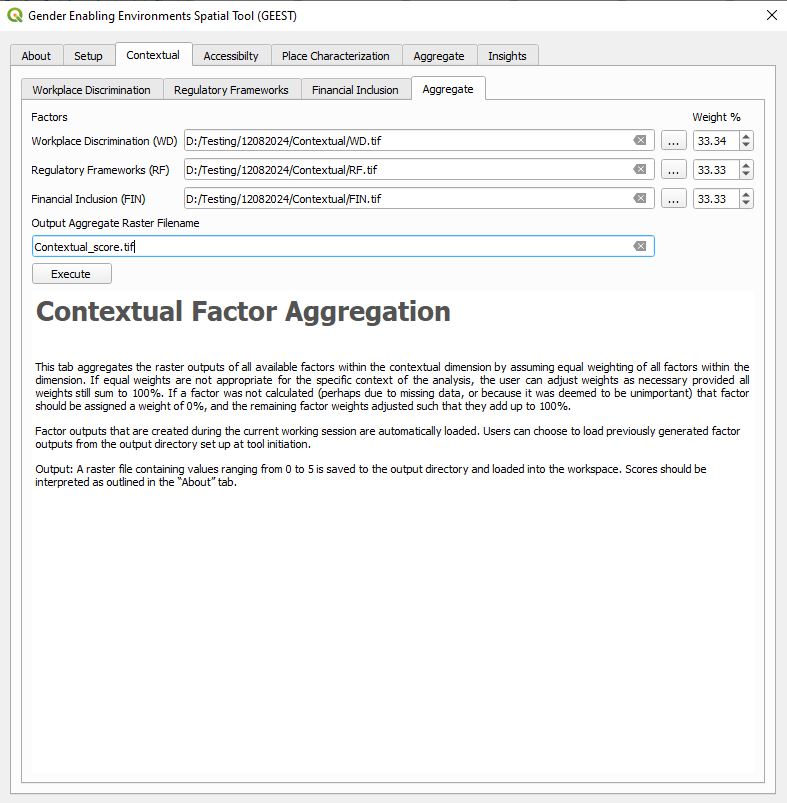 Gender Enabling Environments Spatial Tool (GEEST)
About Setup Contextual Accessibilty Place Characterization Aggregate Insights
Workplace Discrimination Regulatory Frameworks Financial Inclusion Aggregate
Factors Weight %
Workplace Discrimination (WD) D:/Testing/12082024/Contextual/WD.tif ... 33.34
Regulatory Frameworks (RF) D:/Testing/12082024/Contextual/RF.tif ... 33.33
Financial Inclusion (FIN) D:/Testing/12082024/Contextual/FIN.tif ... 33.33
Output Aggregate Raster Filename
Contextual_score.tif
Execute
Contextual Factor Aggregation
This tab aggregates the raster outputs of all available factors within the contextual dimension by assuming equal weighting of all factors within the
dimension. If equal weights are not appropriate for the specific context of the analysis, the user can adjust weights as necessary provided all
weights still sum to 100%. If a factor was not calculated (perhaps due to missing data, or because it was deemed to be unimportant) that factor
should be assigned a weight of 0%, and the remaining factor weights adjusted such that they add up to 100%.
Factor outputs that are created during the current working session are automatically loaded. Users can choose to load previously generated factor
outputs from the output directory set up at tool initiation.
Output: A raster file containing values ranging from 0 to 5 is saved to the output directory and loaded into the workspace. Scores should be
interpreted as outlined in the “About” tab.